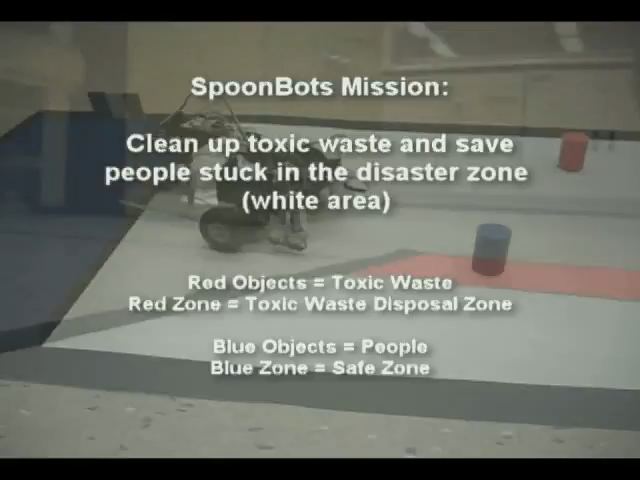 SpoonBots Mission:
Clean up toxic waste and save
people stuck in the disaster zone
(white area)
Red Objects = Toxic Waste
Red Zone = Toxic Waste Disposal Zone
Blue Objects = People
Blue Zone = Safe Zone